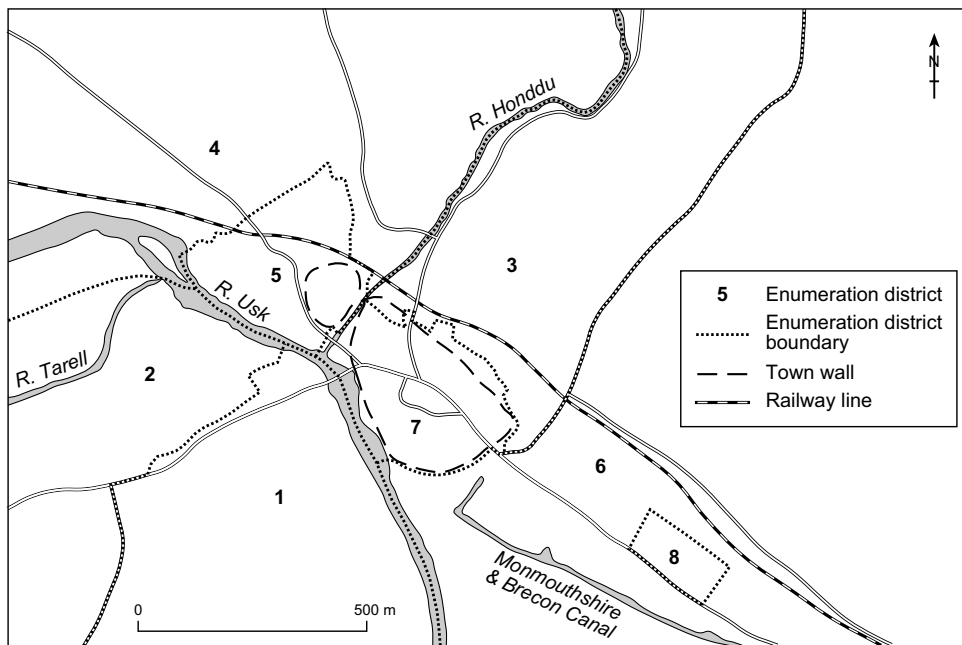 N
R. Honddu
4
3
5
R. Usk
R. Tarell
2
7
6
1
8
Monmouthshire
& Brecon Canal
0 500 m
5 Enumeration district
Enumeration district
boundary
Town wall
Railway line